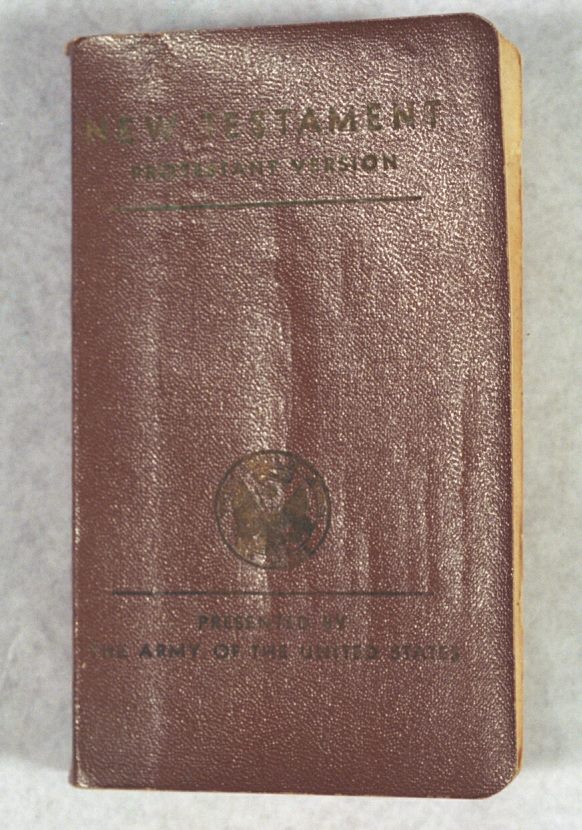 NEW TESTAMENT
PROTESTANT VERSION
PRESENTED BY
THE ARMY OF THE UNITED STATES